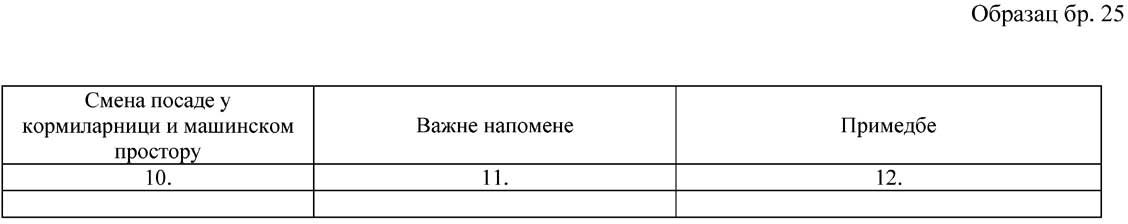 Образац бр. 25
Смена посаде у
кормиларници и машинском
простору
Важне напомене
Примедбе
10.
11.
12.